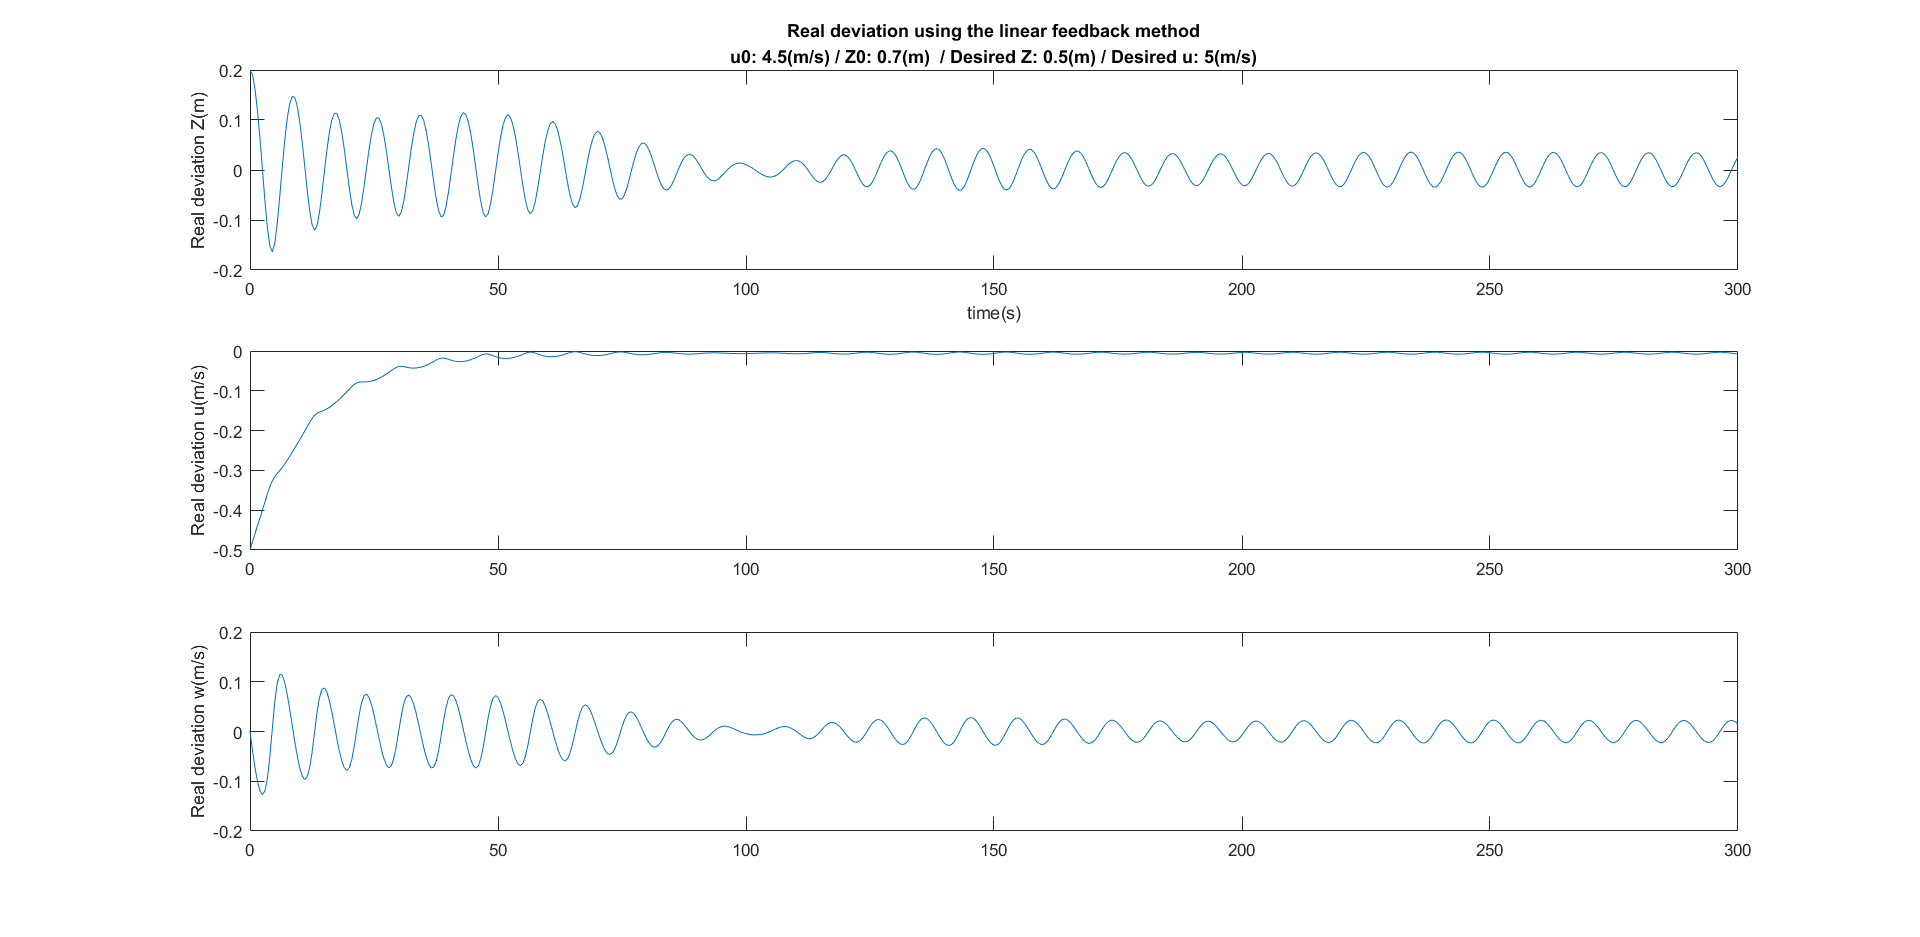 Real deviation using the linear feedback method
u0: 4.5(m/s) / Z0: 0.7(m)  / Desired Z: 0.5(m) / Desired u: 5(m/s)
Real deviation Z(m)
0.2
0.1
0
-0.1
-0.2
0 50 100 150 200 250 300
time(s)
Real deviation u(m/s)
0
-0.1
-0.2
-0.3
-0.4
-0.5
0 50 100 150 200 250 300
Real deviation w(m/s)
0.2
0.1
0
-0.1
-0.2
0 50 100 150 200 250 300